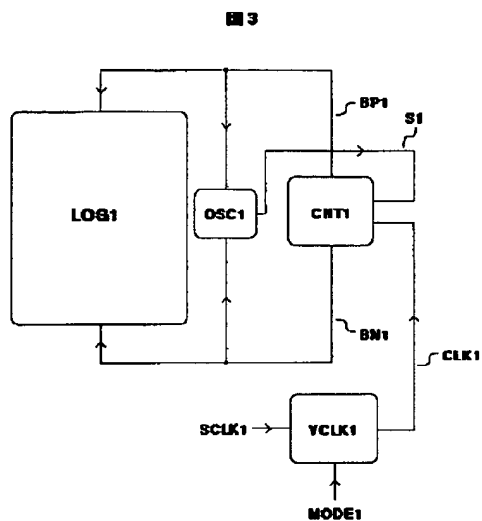 図3
BP1
S1
LOG1
OSC1
CNT1
BN1
CLK1
SCLK1
VCLK1
MODE1